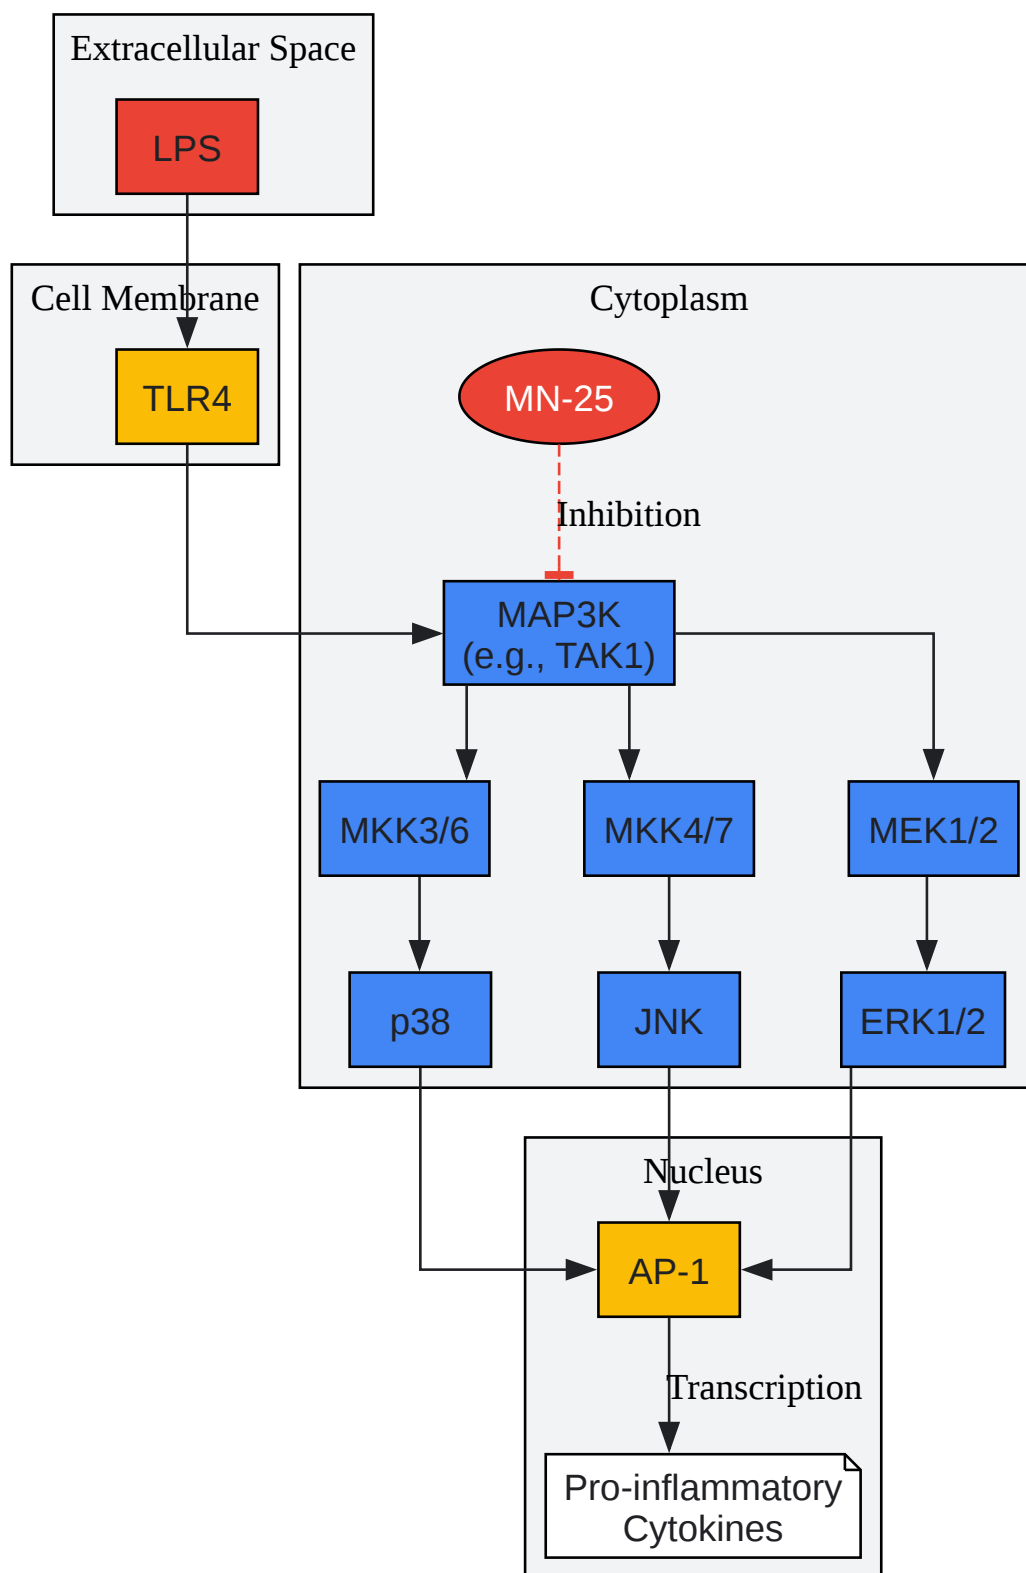 Extracellular Space
LPS
Cell Membrane
Cytoplasm
TLR4
MN-25
Inhibition
MAP3K
(e.g., TAK1)
MKK3/6
MKK4/7
MEK1/2
p38
JNK
ERK1/2
Nucleus
AP-1
Transcription
Pro-inflammatory
Cytokines